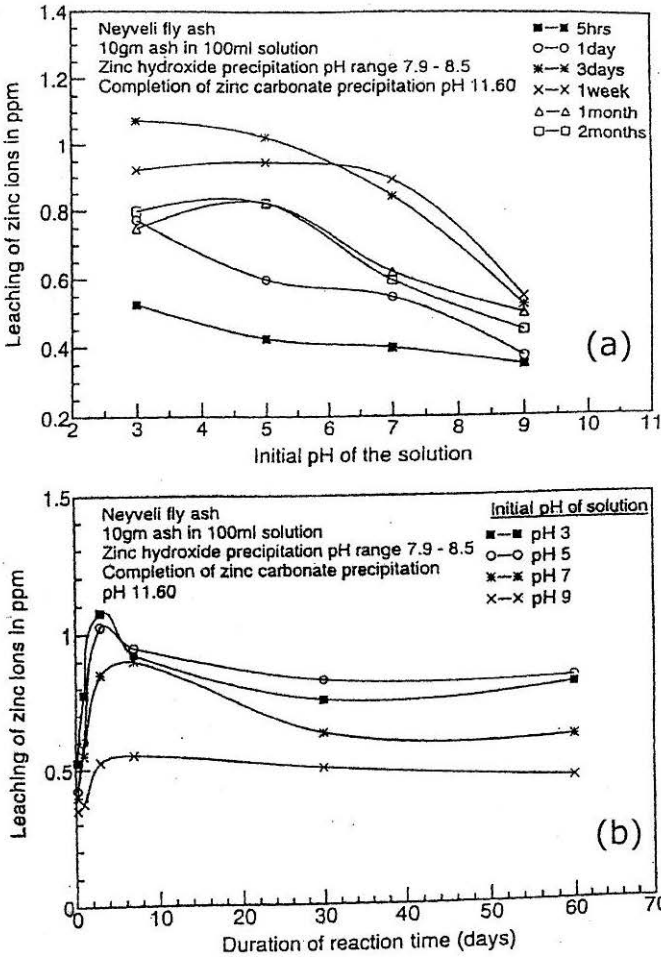 1.4
1.2
1
0.8
0.6
0.4
0.2
Leaching of zinc ions in ppm
Neyveli fly ash
10gm ash in 100ml solution
Zinc hydroxide precipitation pH range 7.9 - 8.5
Completion of zinc carbonate precipitation pH 11.60
5hrs
1day
3days
1week
1month
2months
(a)
2 3 4 5 6 7 8 9 10 11
Initial pH of the solution
1.5
1
0.5
0
Leaching of zinc ions in ppm
Neyveli fly ash
10gm ash in 100ml solution
Zinc hydroxide precipitation pH range 7.9 - 8.5
Completion of zinc carbonate precipitation
pH 11.60
Initial pH of solution
pH 3
pH 5
pH 7
pH 9
(b)
0 10 20 30 40 50 60 70
Duration of reaction time (days)